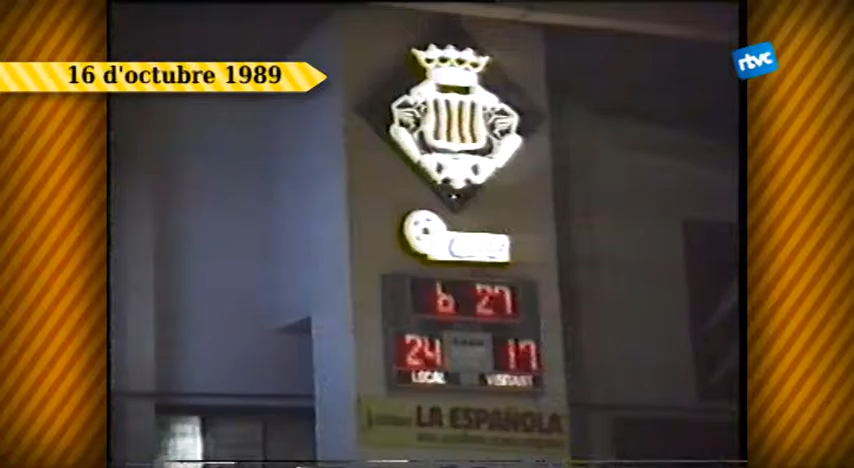 16 d'octubre 1989
rtvc
6 27
24 17
LOCAL VISITANT
LA ESPAÑOLA